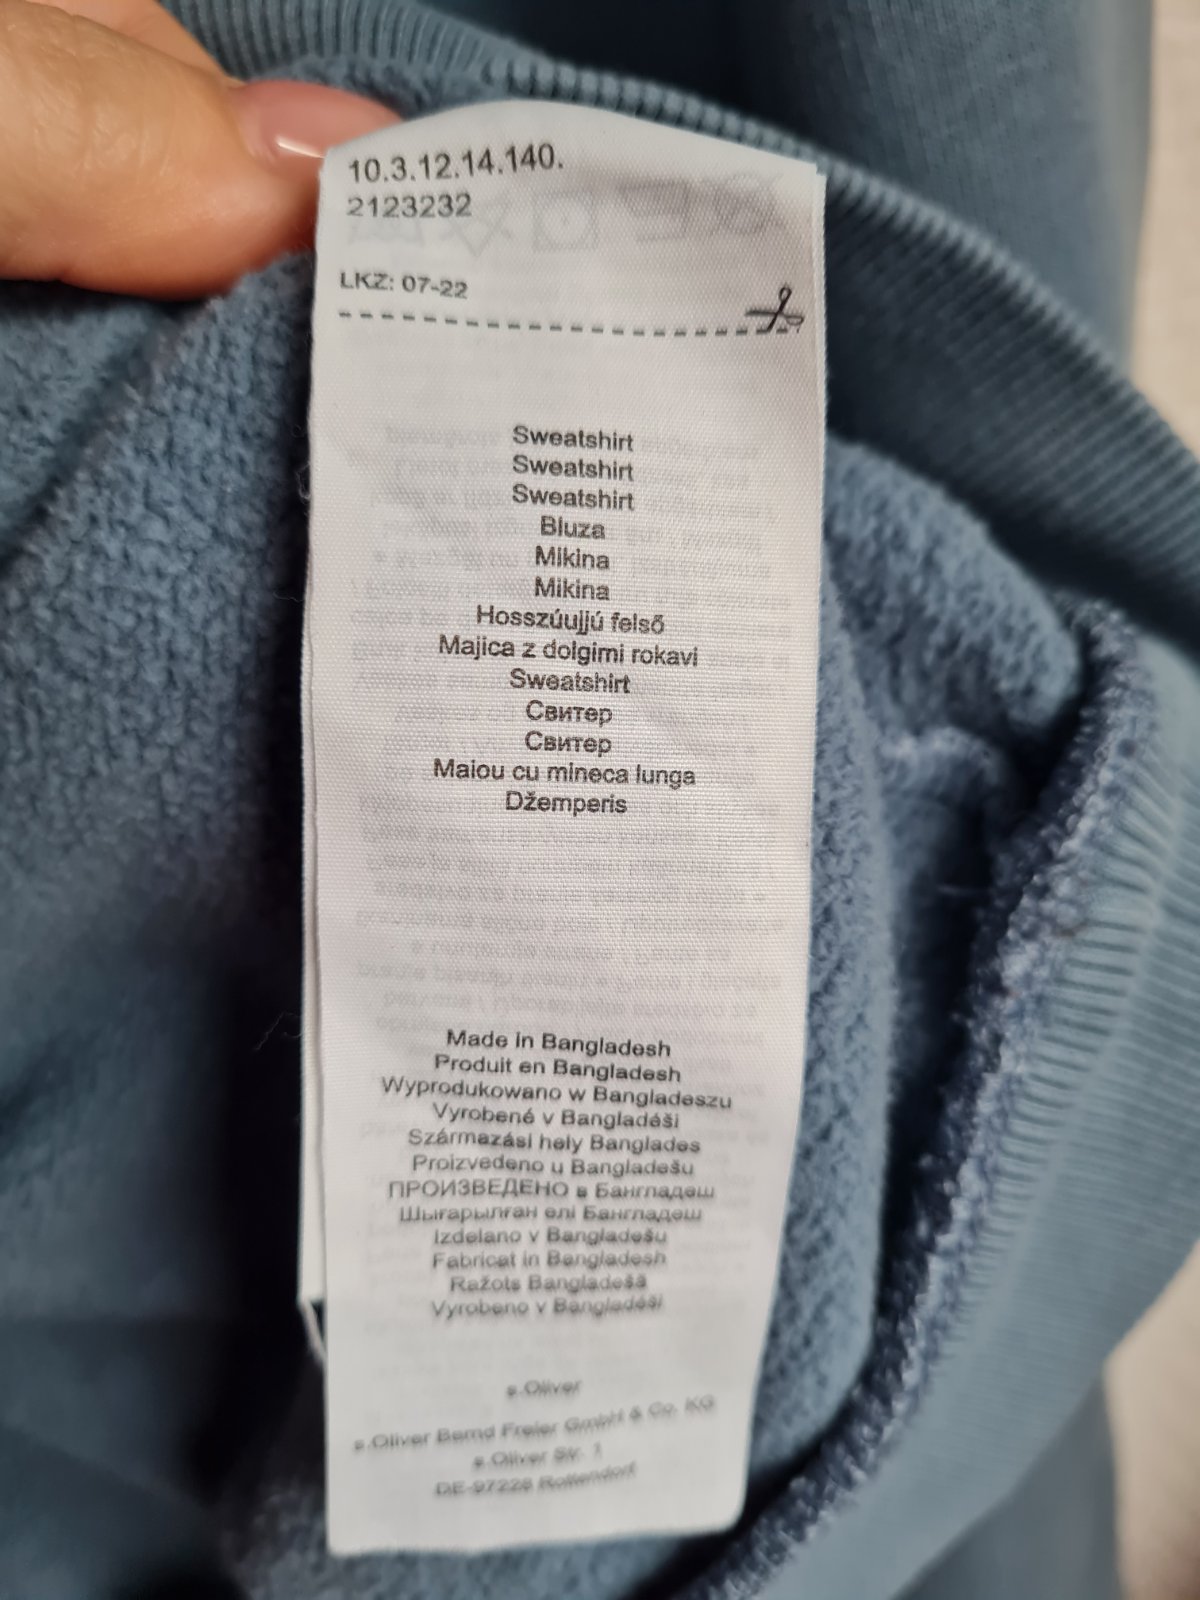 10.3.12.14.140.
2123232
LKZ: 07-22
Sweatshirt
Sweatshirt
Sweatshirt
Bluza
Mikina
Mikina
Hosszúujjú felső
Majica z dolgimi rokavi
Sweatshirt
Свитер
Свитер
Maiou cu mineca lunga
Džemperis
Made in Bangladesh
Produit en Bangladesh
Wyprodukowano w Bangladeszu
Vyrobené v Bangladéši
Származási hely Banglades
Proizvedeno u Bangladešu
ПРОИЗВЕДЕНО в Бангладеш
Шығарылған елі Бангладеш
Izdelano v Bangladešu
Fabricat in Bangladesh
Ražots Bangladešā
Vyrobeno v Bangladéši
s.Oliver
s.Oliver Bernd Freier GmbH & Co. KG
s.Oliver Str. 1
DE-97228 Rottendorf